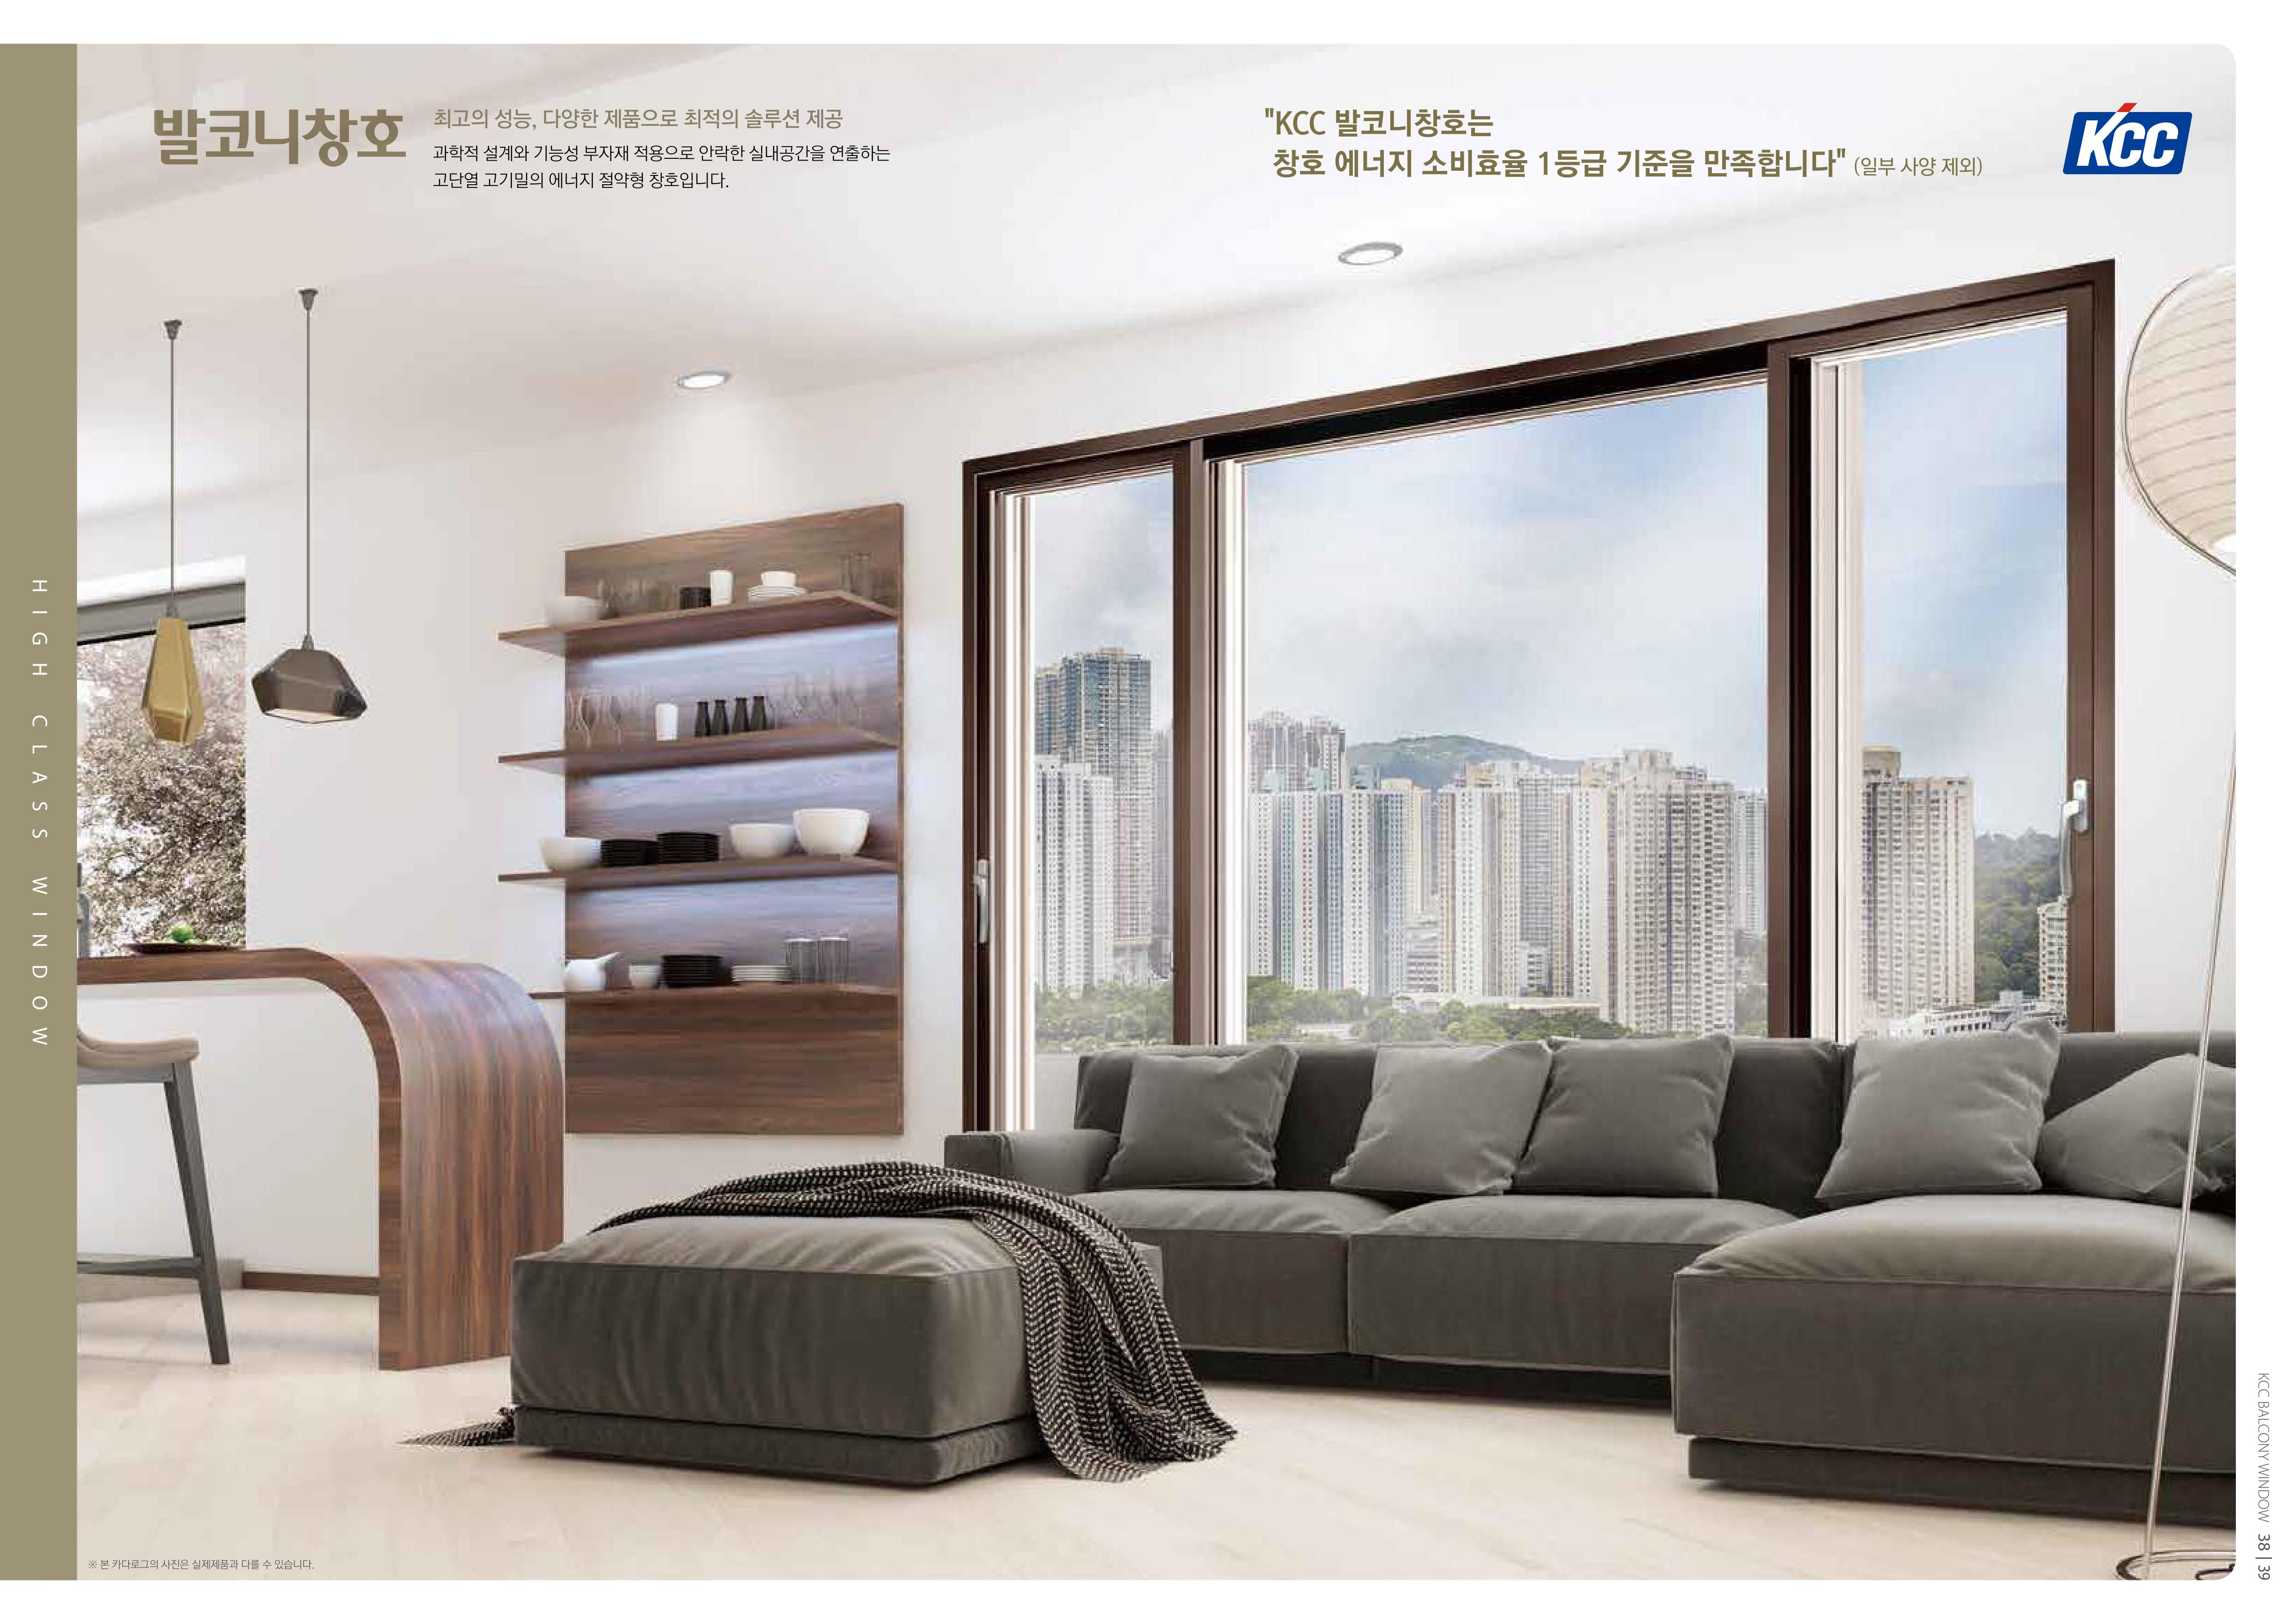 발코니창호
최고의 성능, 다양한 제품으로 최적의 솔루션 제공
과학적 설계와 기능성 부자재 적용으로 안락한 실내공간을 연출하는
고단열 고기밀의 에너지 절약형 창호입니다.
"KCC 발코니창호는
창호 에너지 소비효율 1등급 기준을 만족합니다" (일부 사양 제외)
KCC
HIGH CLASS WINDOW
※ 본 카다로그의 사진은 실제제품과 다를 수 있습니다.
KCC BALCONY WINDOW 38 | 39